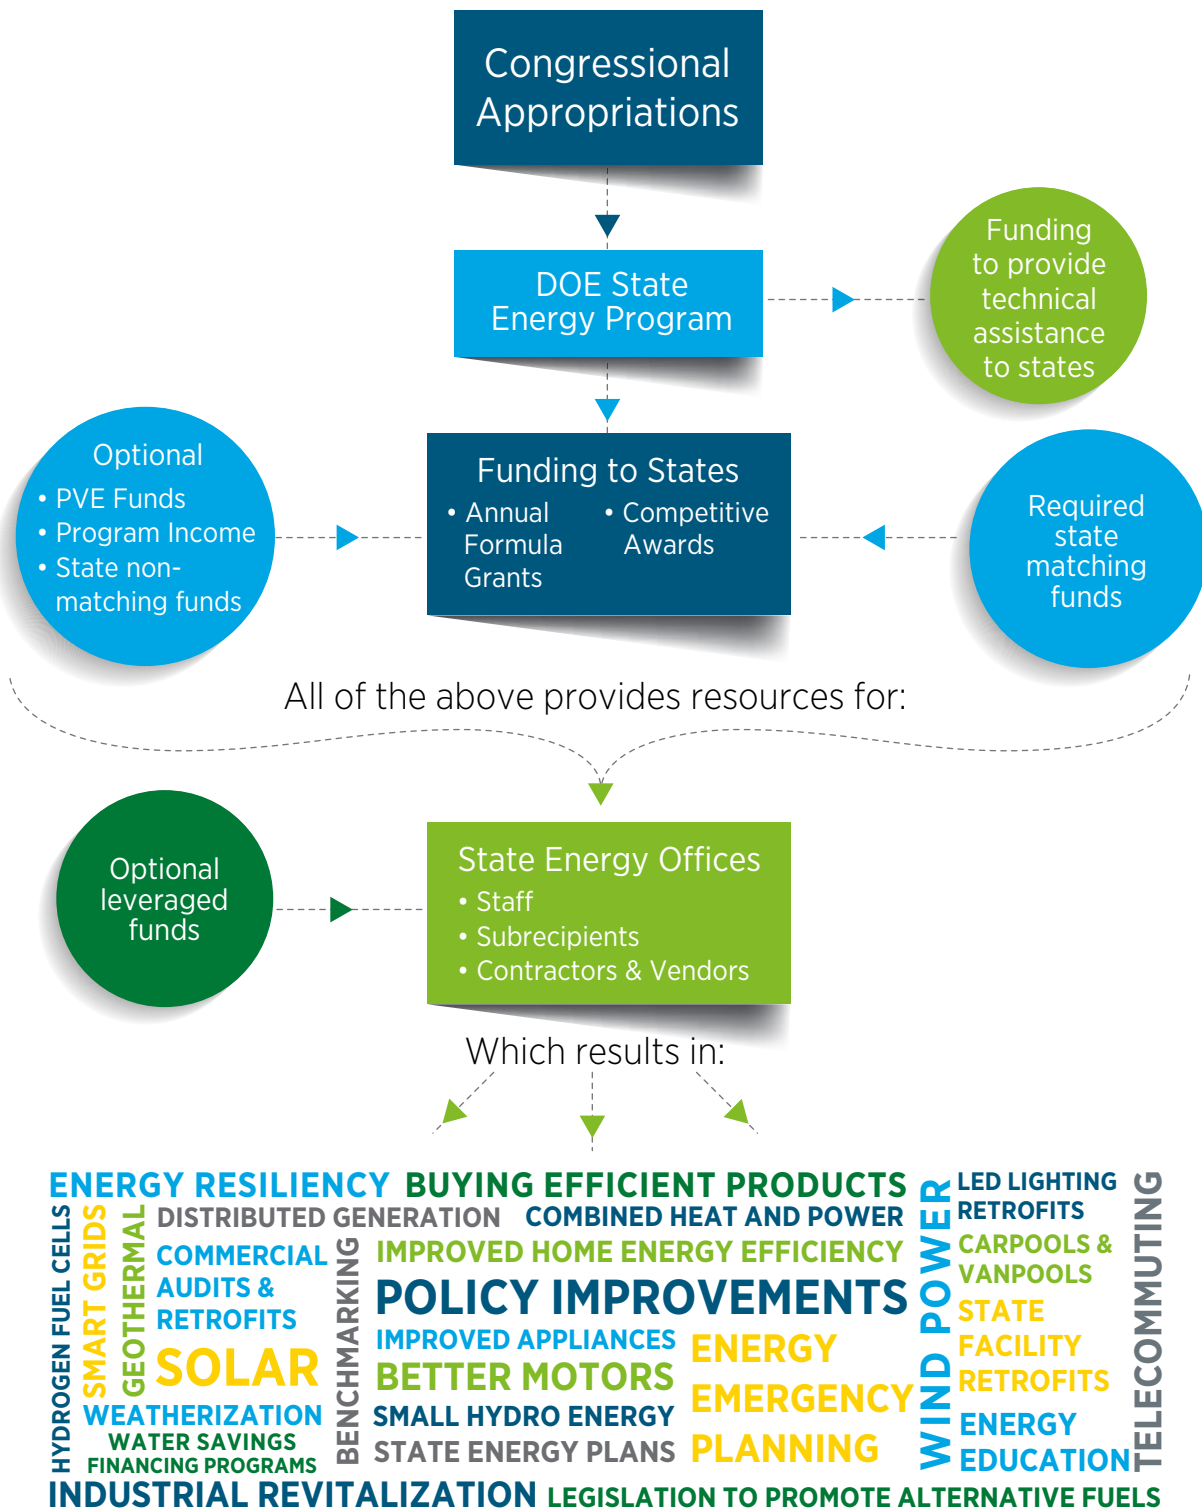 Congressional
Appropriations
DOE State
Energy Program
Funding
to provide
technical
assistance
to states
Optional
• PVE Funds
• Program Income
• State non-
matching funds
Funding to States
• Annual
Formula
Grants
• Competitive
Awards
Required
state
matching
funds
All of the above provides resources for:
Optional
leveraged
funds
State Energy Offices
• Staff
• Subrecipients
• Contractors & Vendors
Which results in:
ENERGY RESILIENCY
BUYING EFFICIENT PRODUCTS
HYDROGEN FUEL CELLS
SMART GRIDS
GEOTHERMAL
DISTRIBUTED GENERATION
COMBINED HEAT AND POWER
COMMERCIAL
AUDITS &
RETROFITS
SOLAR
WEATHERIZATION
WATER SAVINGS
FINANCING PROGRAMS
BENCHMARKING
IMPROVED HOME ENERGY EFFICIENCY
POLICY IMPROVEMENTS
IMPROVED APPLIANCES
BETTER MOTORS
SMALL HYDRO ENERGY
STATE ENERGY PLANS
ENERGY
EMERGENCY
PLANNING
WIND POWER
LED LIGHTING
RETROFITS
CARPOOLS &
VANPOOLS
STATE
FACILITY
RETROFITS
ENERGY
EDUCATION
TELECOMMUTING
INDUSTRIAL REVITALIZATION
LEGISLATION TO PROMOTE ALTERNATIVE FUELS